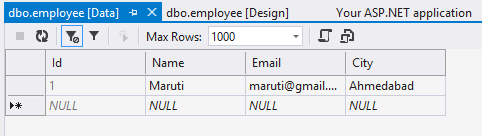 dbo.employee [Data] dbo.employee [Design] Your ASP.NET application
Max Rows: 1000
Id Name Email City
1 Maruti maruti@gmail.... Ahmedabad
NULL NULL NULL NULL